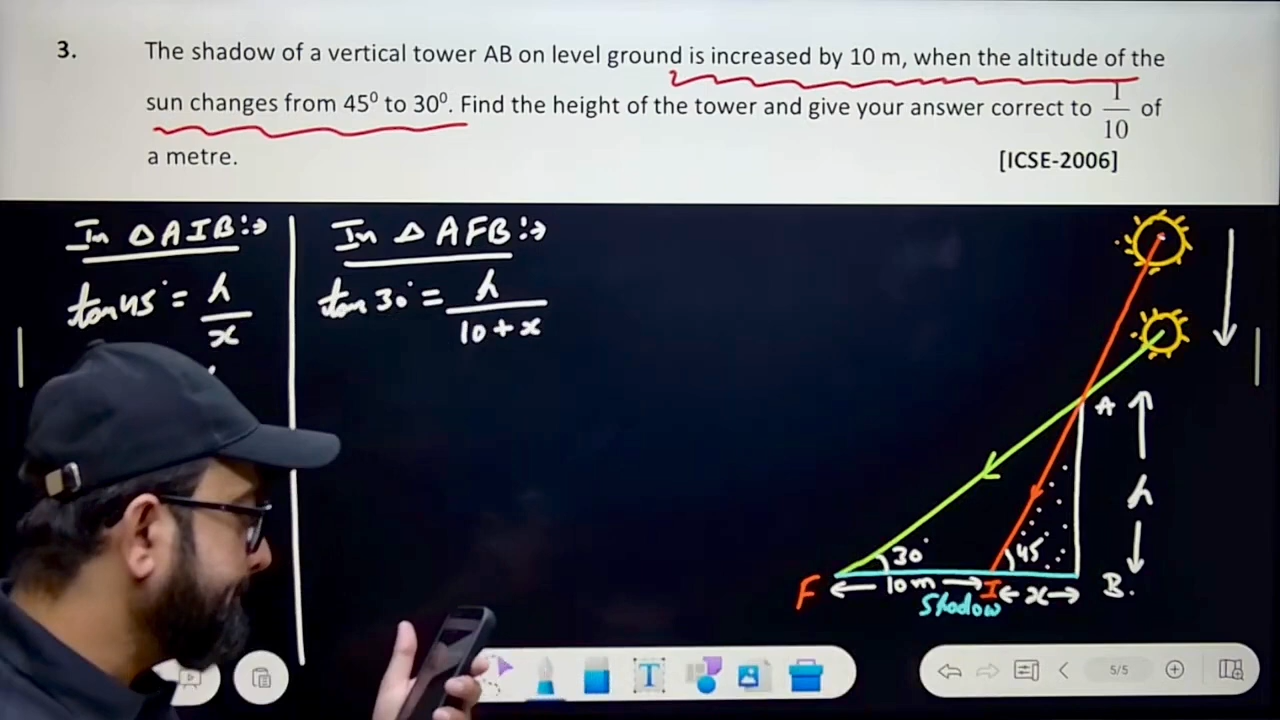 3. The shadow of a vertical tower AB on level ground is increased by 10 m, when the altitude of the
sun changes from 45⁰ to 30⁰. Find the height of the tower and give your answer correct to 1/10 of
a metre. [ICSE-2006]
In △AIB:→
tan45° = h/x
In △AFB:→
tan30° = h/(10+x)
A
h
30°
45°
F
10m
I
x
B.
Shadow
T
5/5